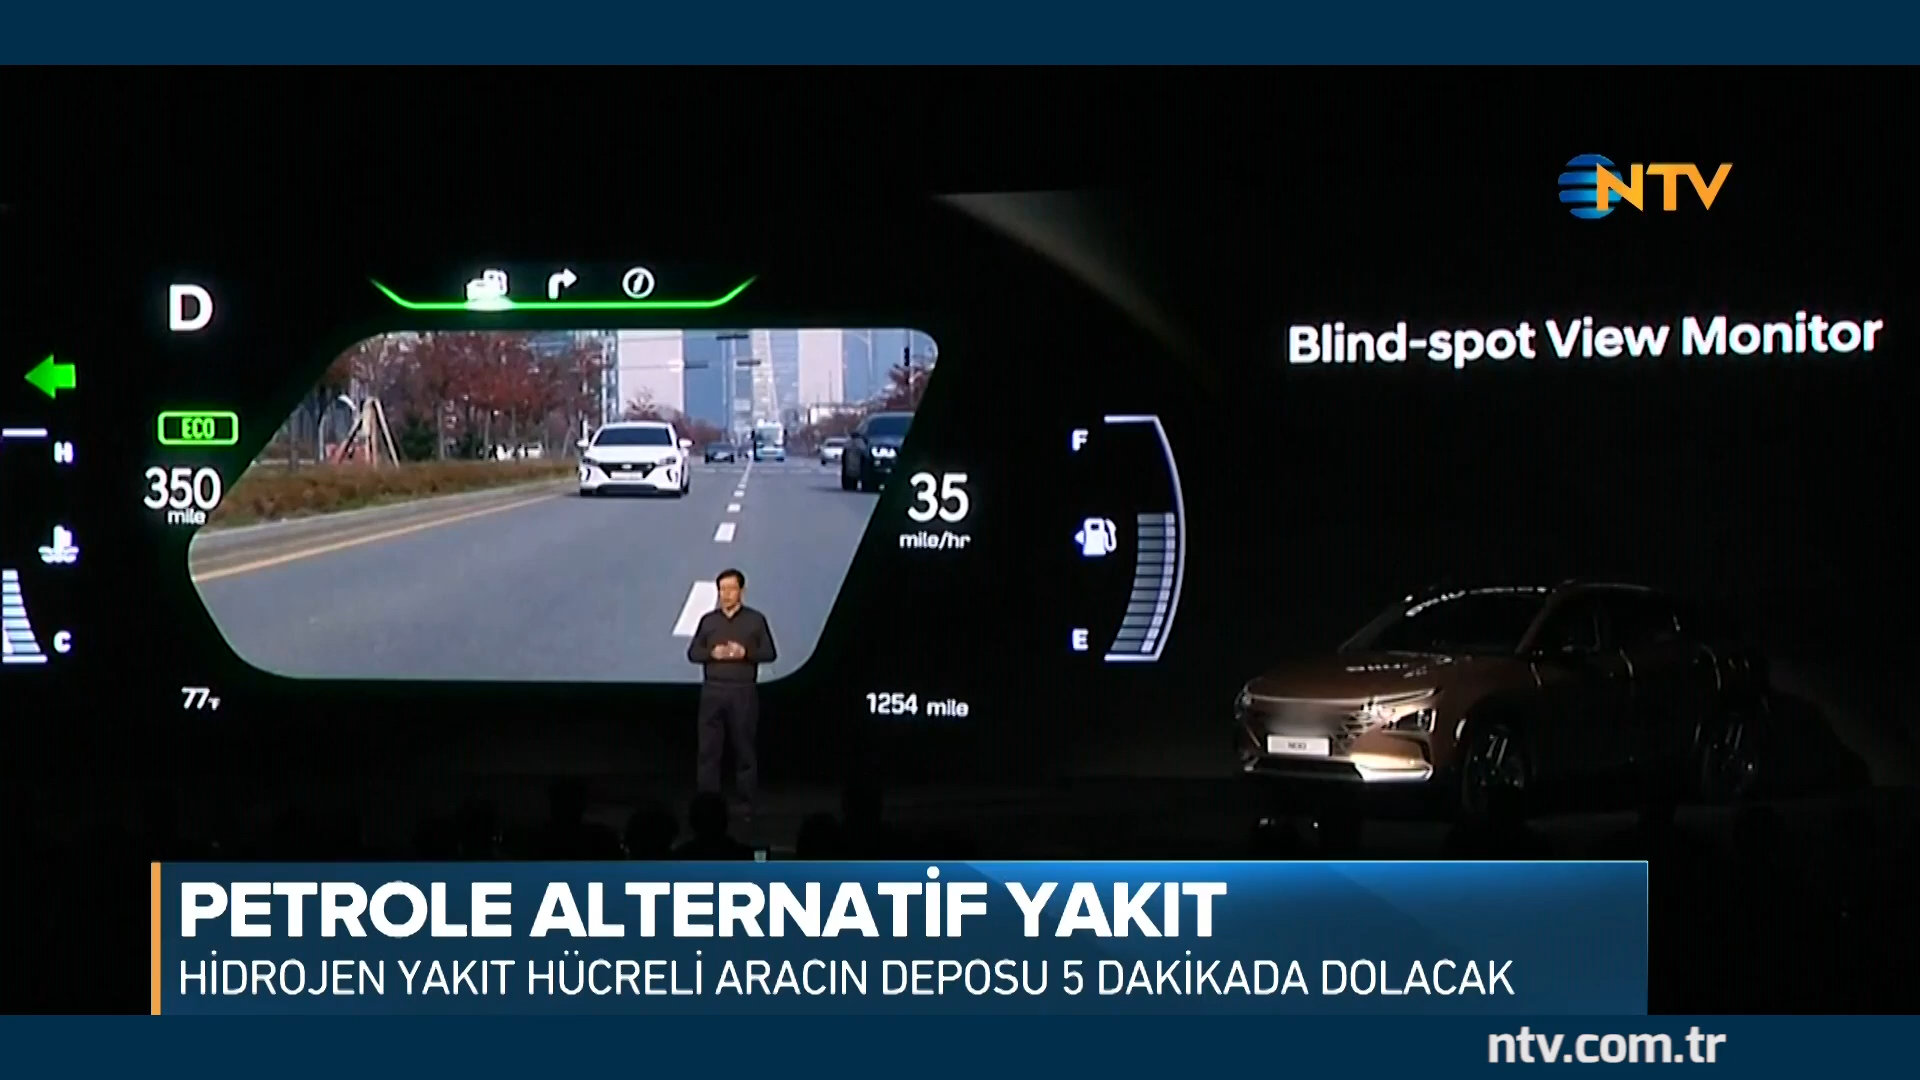 NTV
D
Blind-spot View Monitor
ECO
F
H
350
mile
35
mile/hr
E
C
77°F
1254 mile
PETROLE ALTERNATİF YAKIT
HİDROJEN YAKIT HÜCRELİ ARACIN DEPOSU 5 DAKİKADA DOLACAK
ntv.com.tr